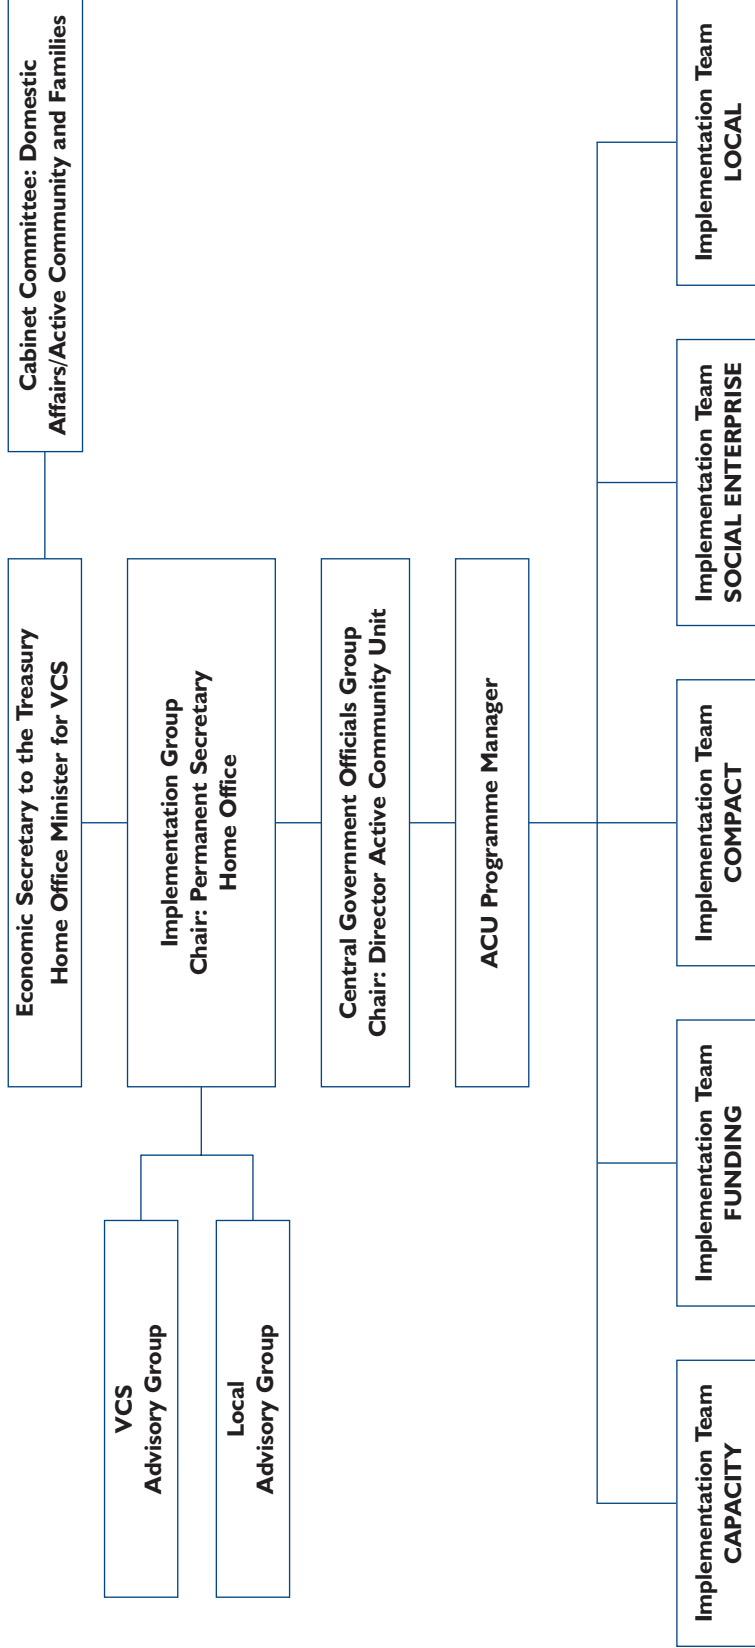 Economic Secretary to the Treasury
Home Office Minister for VCS
Cabinet Committee: Domestic
Affairs/Active Community and Families
Implementation Group
Chair: Permanent Secretary
Home Office
VCS
Advisory Group
Local
Advisory Group
Central Government Officials Group
Chair: Director Active Community Unit
ACU Programme Manager
Implementation Team
CAPACITY
Implementation Team
FUNDING
Implementation Team
COMPACT
Implementation Team
SOCIAL ENTERPRISE
Implementation Team
LOCAL